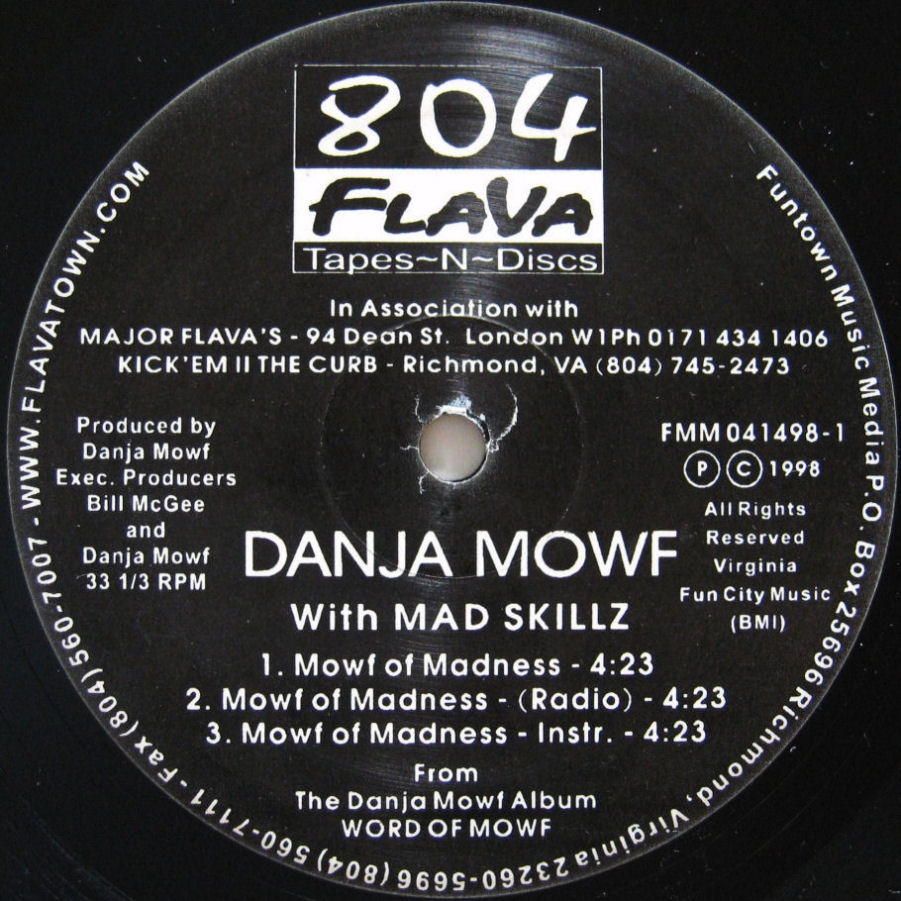 804
FLAVA
Tapes~N~Discs
In Association with
MAJOR FLAVA'S - 94 Dean St. London W1Ph 0171 434 1406
KICK'EM II THE CURB - Richmond, VA (804) 745-2473
Produced by
Danja Mowf
Exec. Producers
Bill McGee
and
Danja Mowf
33 1/3 RPM
FMM 041498-1
P C 1998
All Rights
Reserved
Virginia
Fun City Music
(BMI)
DANJA MOWF
With MAD SKILLZ
1. Mowf of Madness - 4:23
2. Mowf of Madness - (Radio) - 4:23
3. Mowf of Madness - Instr. - 4:23
From
The Danja Mowf Album
WORD OF MOWF
Funtown Music Media P.O. Box 25696 Richmond, Virginia 23260-5696 (804) 560-7111 - Fax (804) 560-7007 - WWW.FLAVATOWN.COM